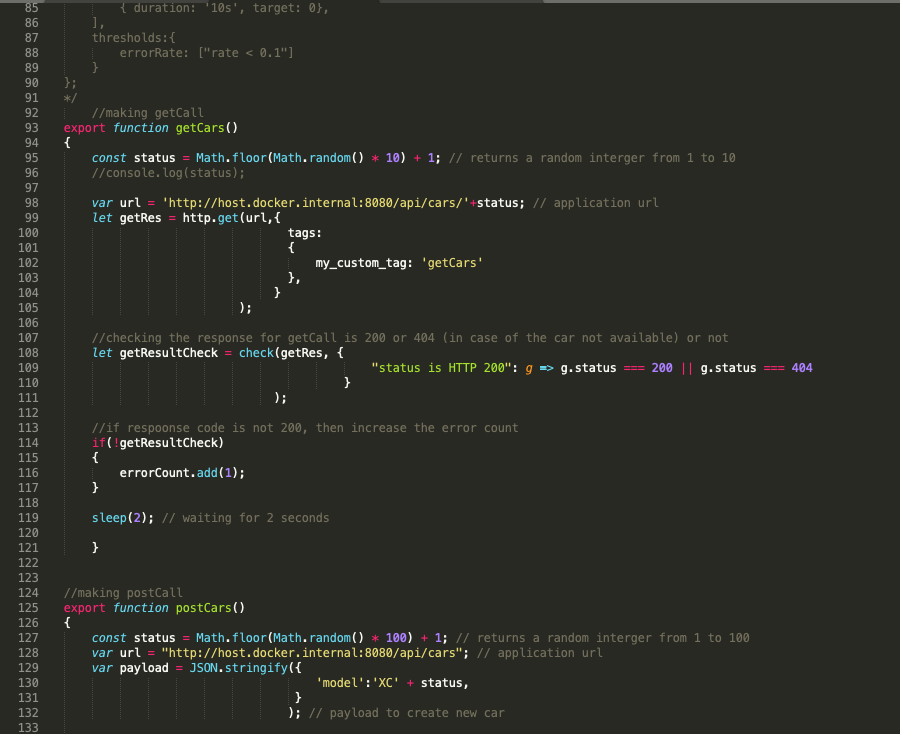 85 { duration: '10s', target: 0},
86 ],
87 thresholds:{
88 errorRate: ["rate < 0.1"]
89 }
90 };
91 */
92 //making getCall
93 export function getCars()
94 {
95 const status = Math.floor(Math.random() * 10) + 1; // returns a random interger from 1 to 10
96 //console.log(status);
97
98 var url = 'http://host.docker.internal:8080/api/cars/'+status; // application url
99 let getRes = http.get(url,{
100 tags:
101 {
102 my_custom_tag: 'getCars'
103 },
104 }
105 );
106
107 //checking the response for getCall is 200 or 404 (in case of the car not available) or not
108 let getResultCheck = check(getRes, {
109 "status is HTTP 200": g => g.status === 200 || g.status === 404
110 }
111 );
112
113 //if respoonse code is not 200, then increase the error count
114 if(!getResultCheck)
115 {
116 errorCount.add(1);
117 }
118
119 sleep(2); // waiting for 2 seconds
120
121 }
122
123
124 //making postCall
125 export function postCars()
126 {
127 const status = Math.floor(Math.random() * 100) + 1; // returns a random interger from 1 to 100
128 var url = "http://host.docker.internal:8080/api/cars"; // application url
129 var payload = JSON.stringify({
130 'model':'XC' + status,
131 }
132 ); // payload to create new car
133